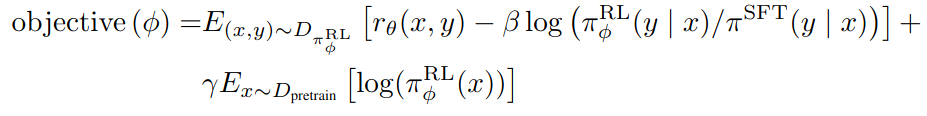 objective (ϕ) =E_{(x,y)∼D_{π_ϕ^{RL}}} [r_θ(x, y) − β log (π_ϕ^{RL}(y | x)/π^{SFT}(y | x))] +
γE_{x∼D_{pretrain}} [log(π_ϕ^{RL}(x))]